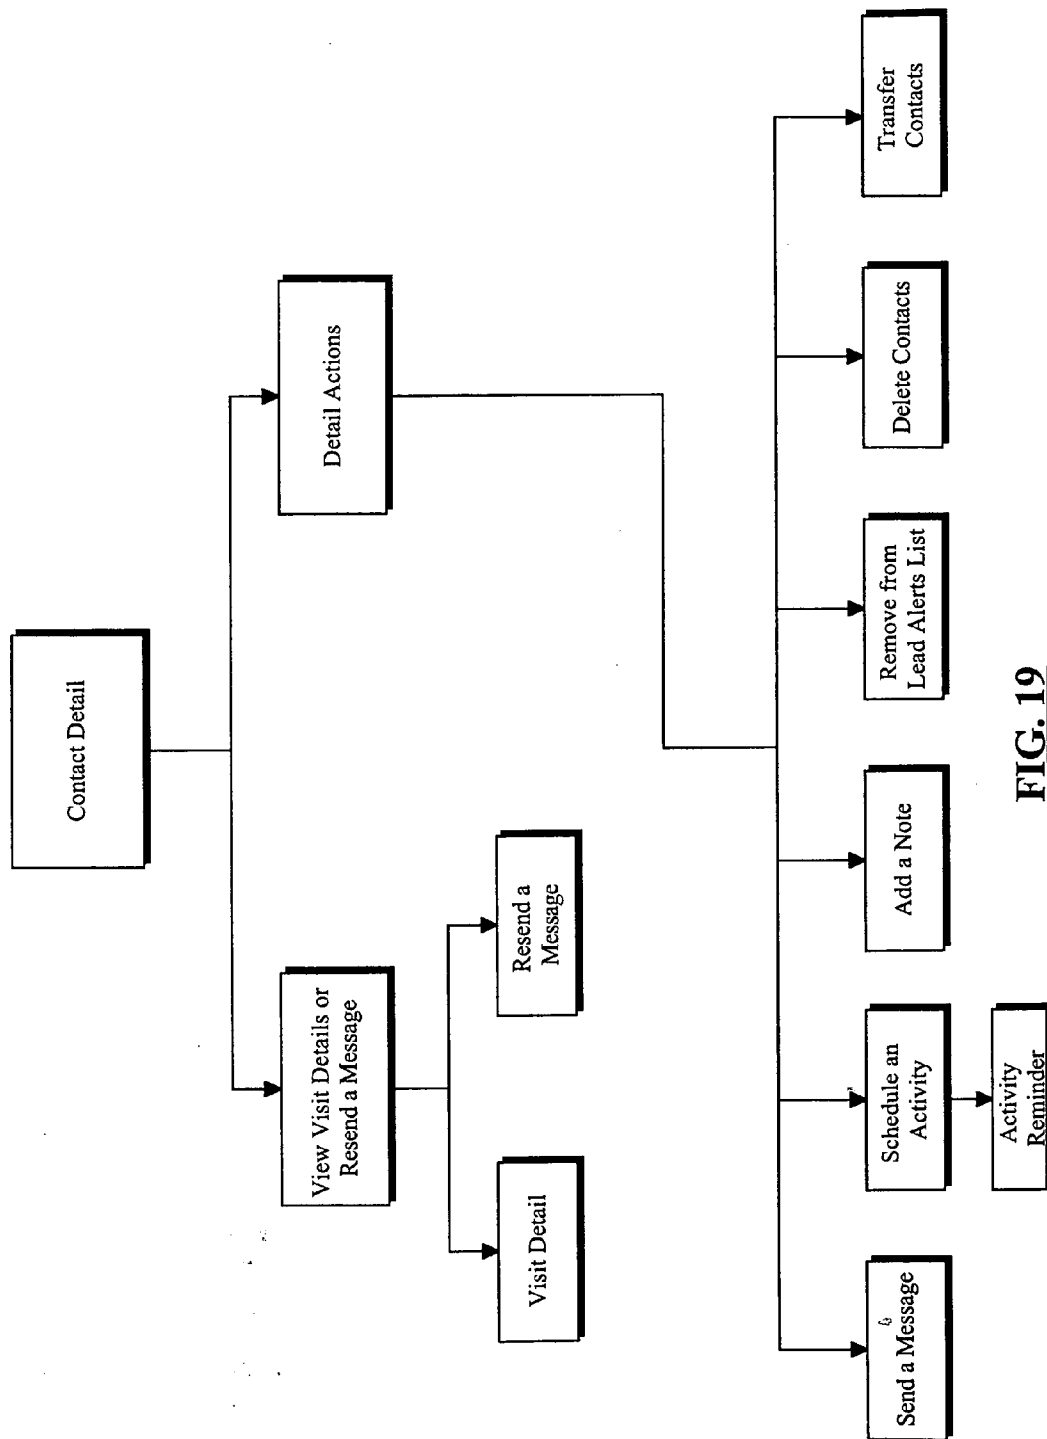 Contact Detail
View Visit Details or
Resend a Message
Detail Actions
Visit Detail
Resend a
Message
Send a Message
Schedule an
Activity
Add a Note
Remove from
Lead Alerts List
Delete Contacts
Transfer
Contacts
Activity
Reminder
FIG. 19